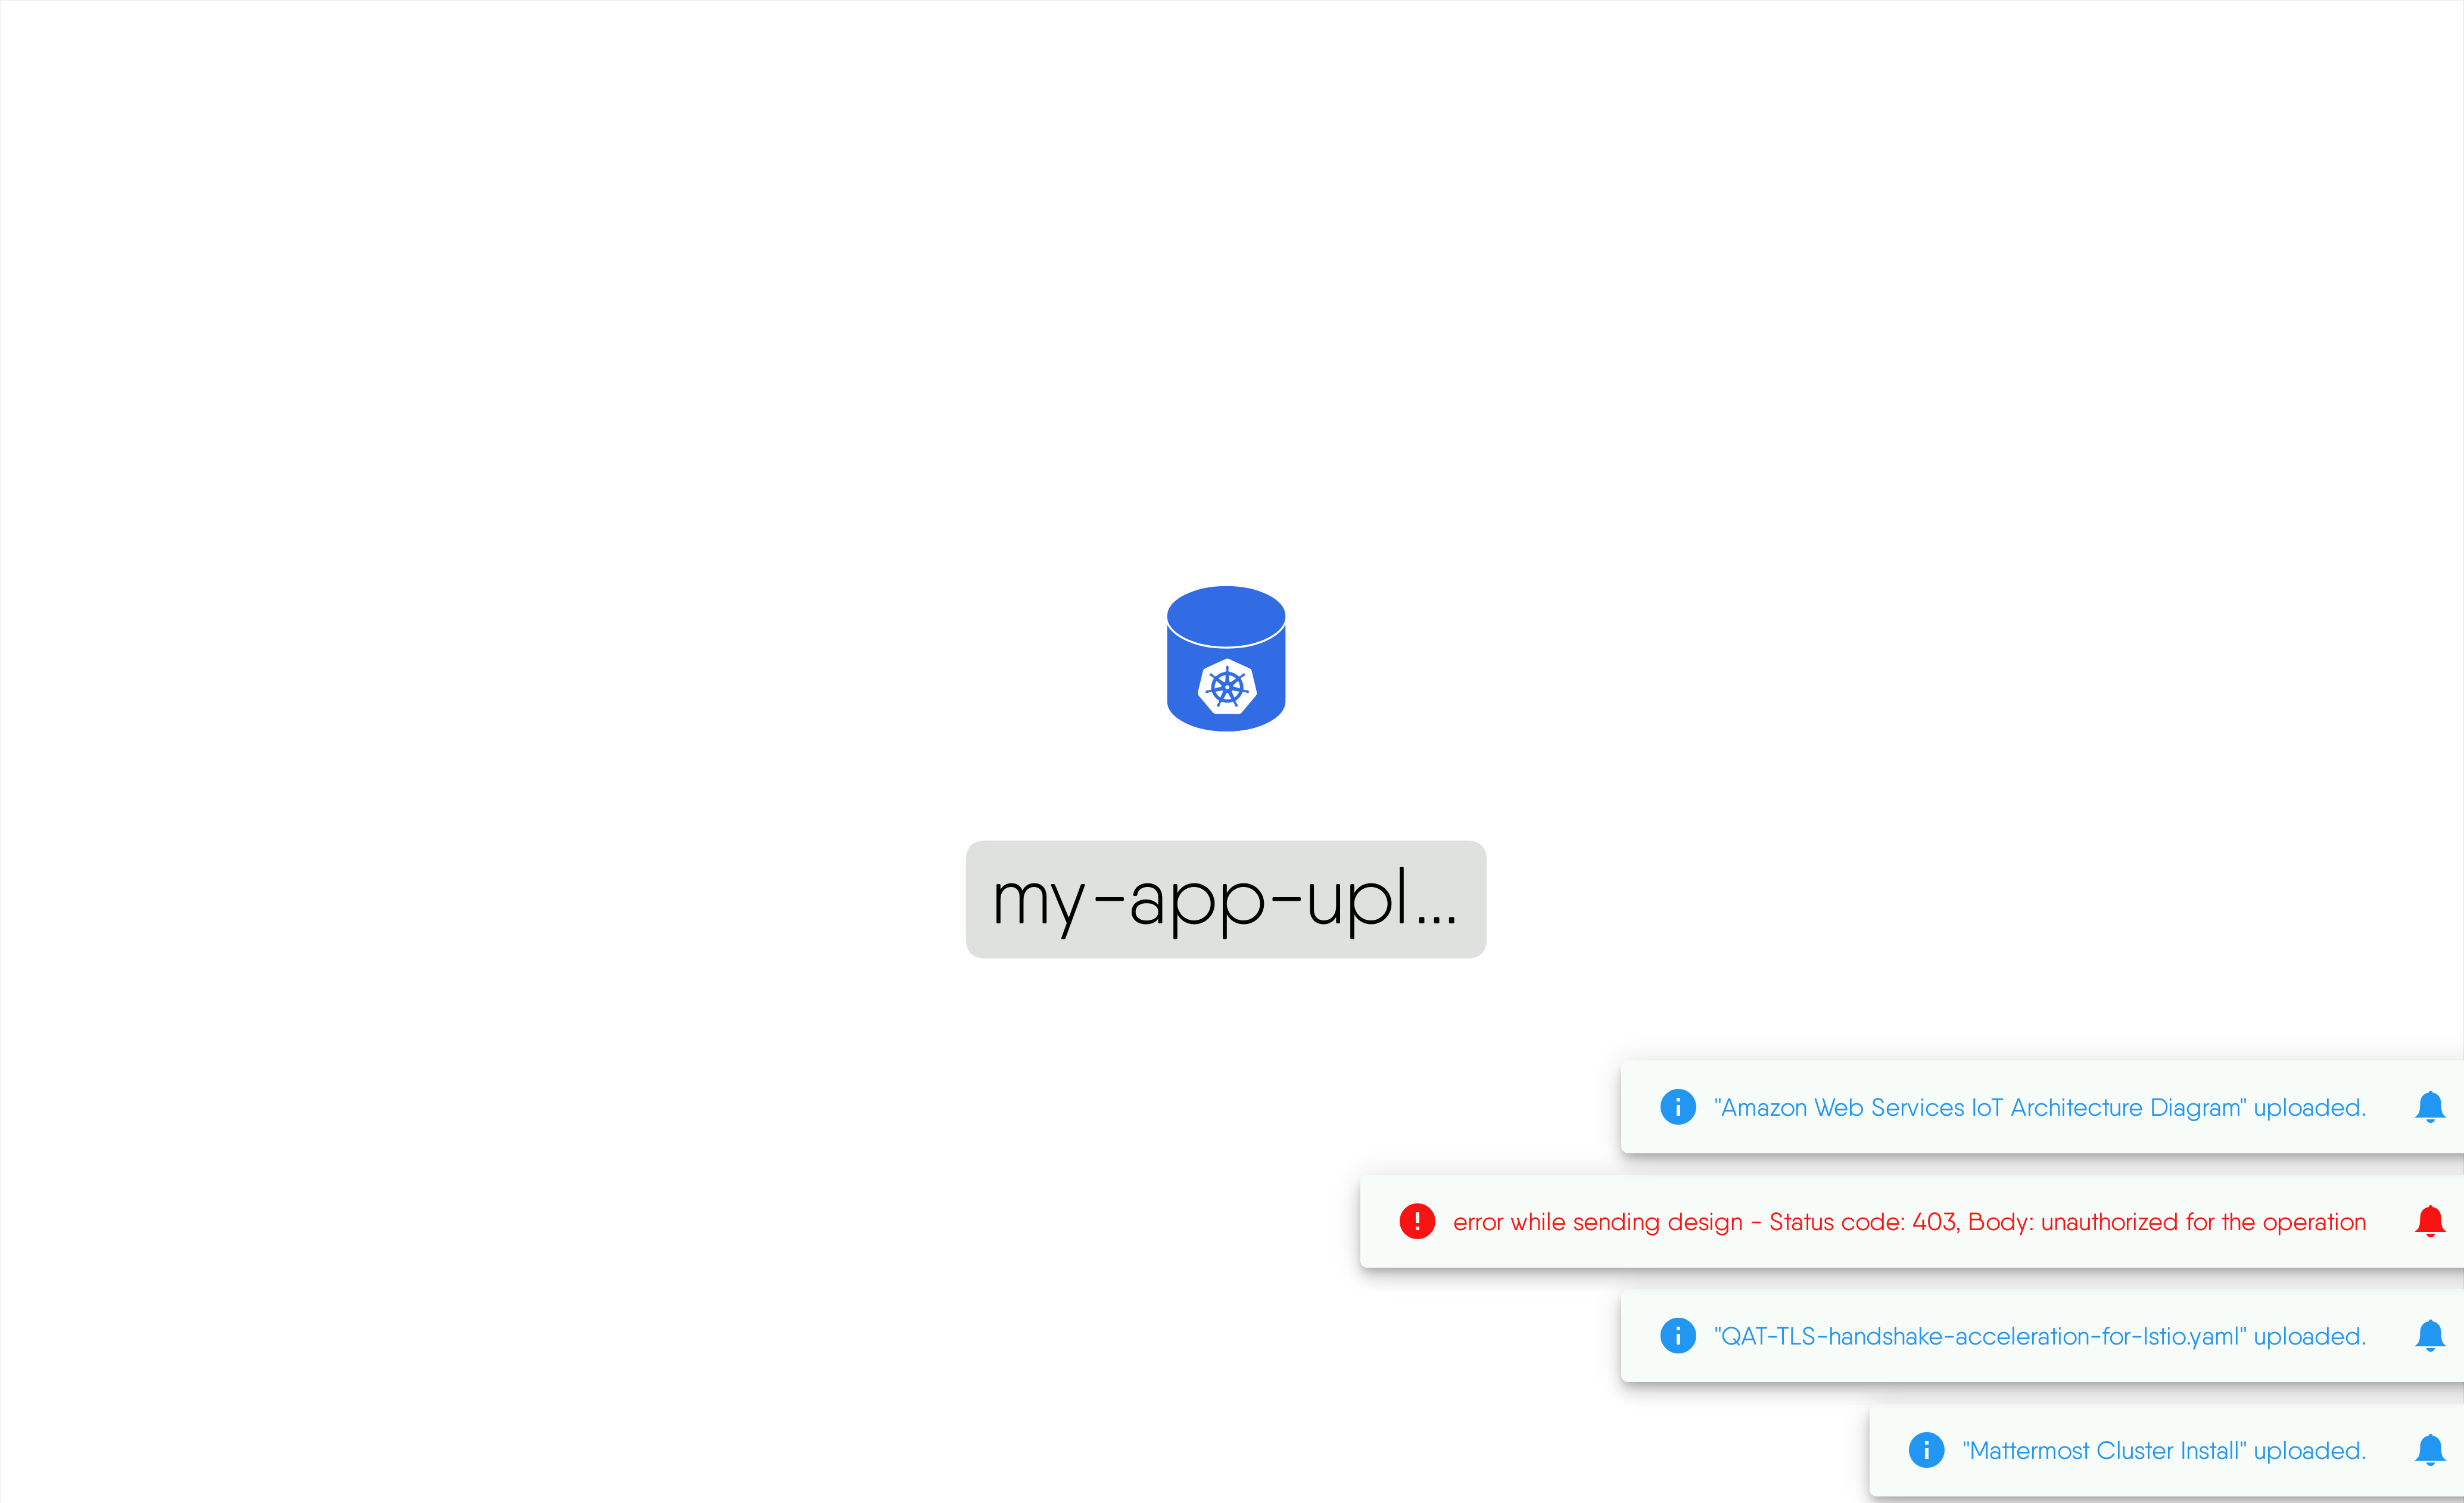 my-app-upl...
"Amazon Web Services IoT Architecture Diagram" uploaded.
error while sending design - Status code: 403, Body: unauthorized for the operation
"QAT-TLS-handshake-acceleration-for-Istio.yaml" uploaded.
"Mattermost Cluster Install" uploaded.